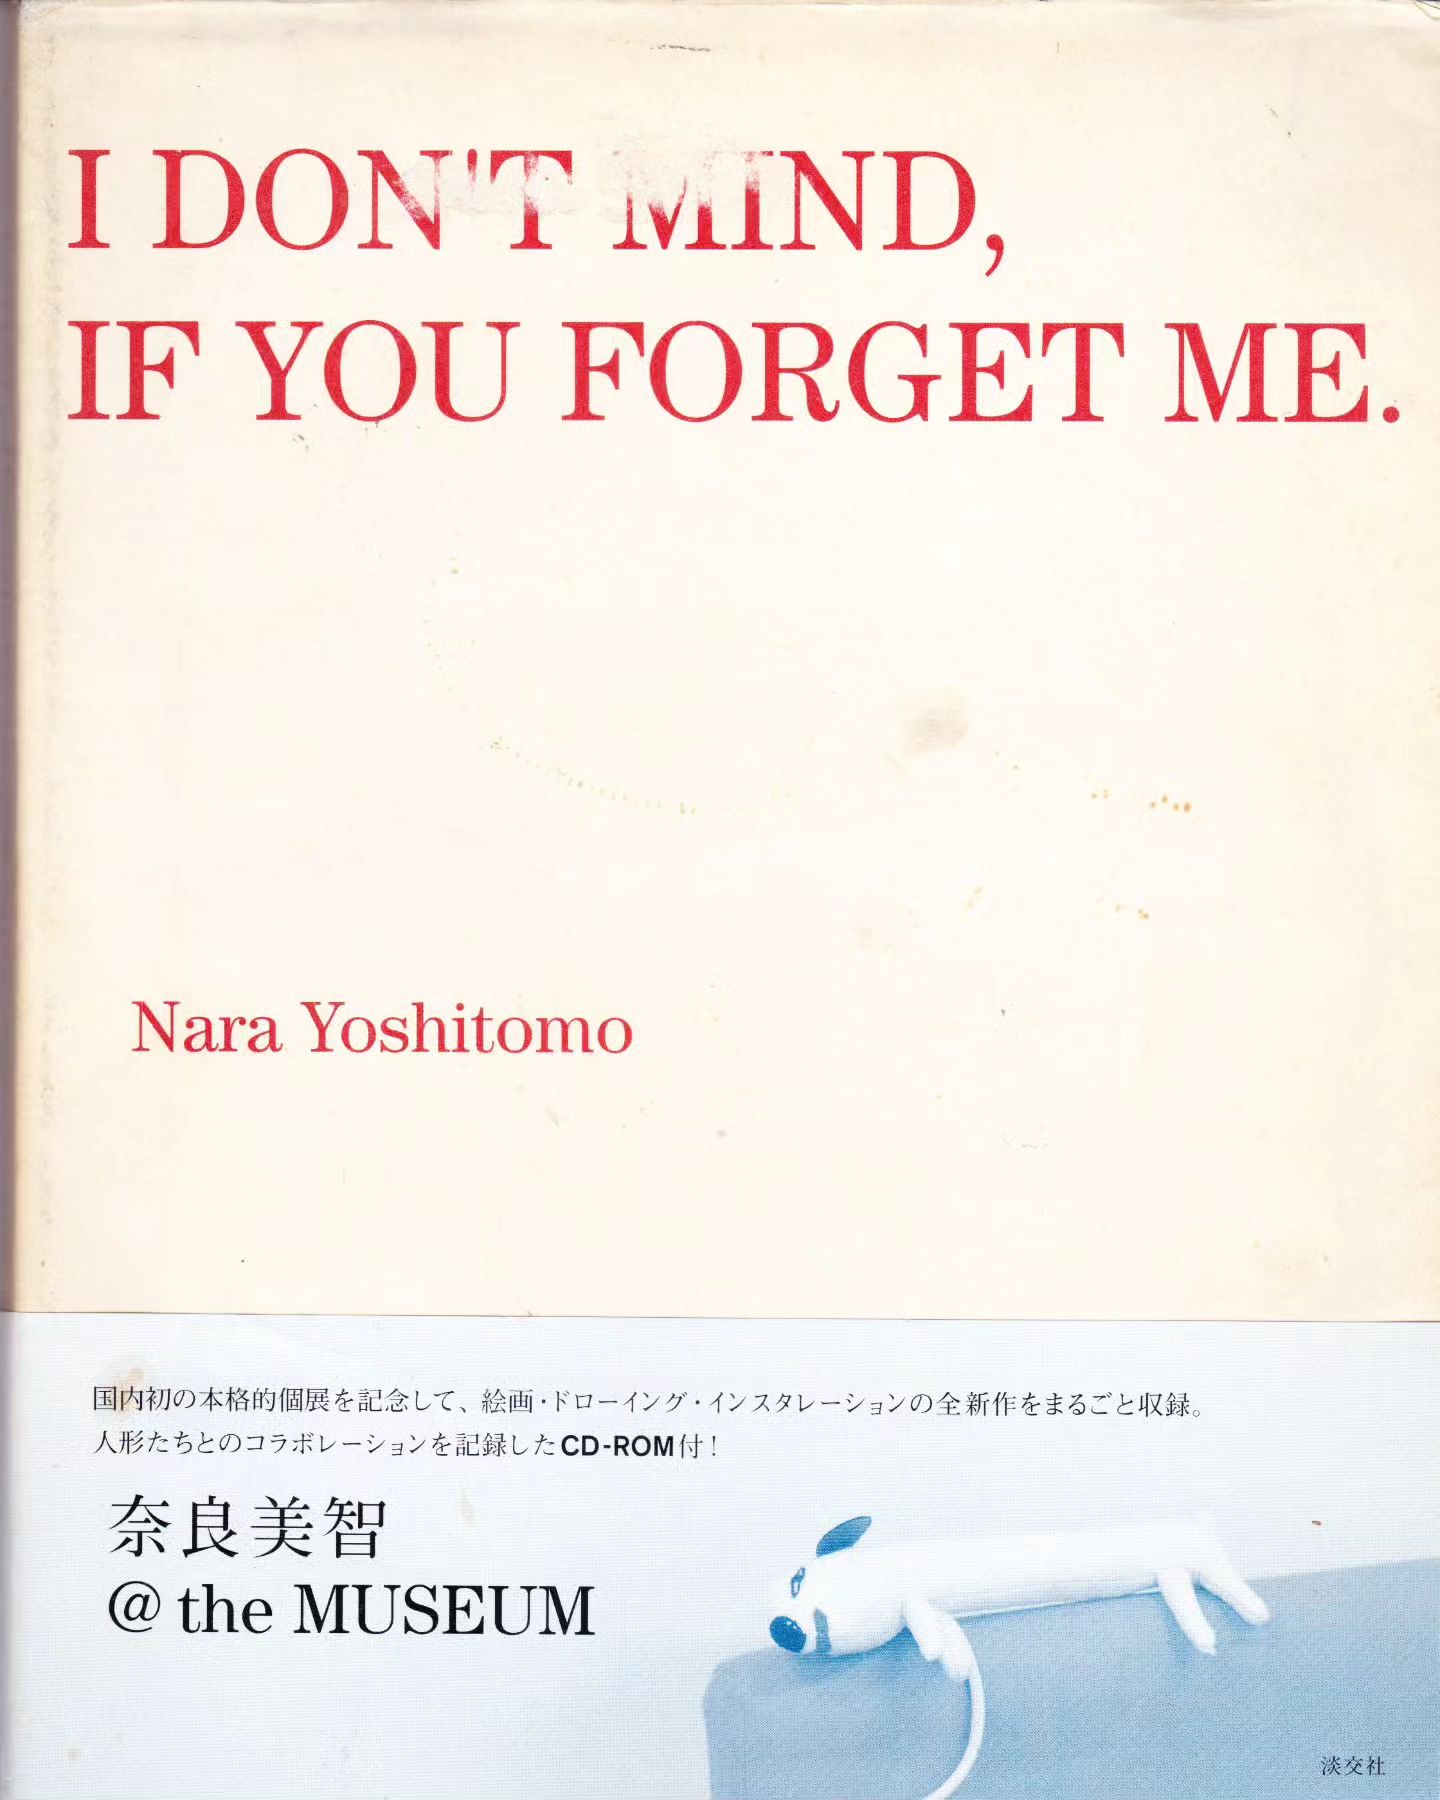 I DON'T MIND,
IF YOU FORGET ME.
Nara Yoshitomo
国内初の本格的個展を記念して、絵画・ドローイング・インスタレーションの全新作をまるごと収録。
人形たちとのコラボレーションを記録したCD-ROM付!
奈良美智
@ the MUSEUM
淡交社